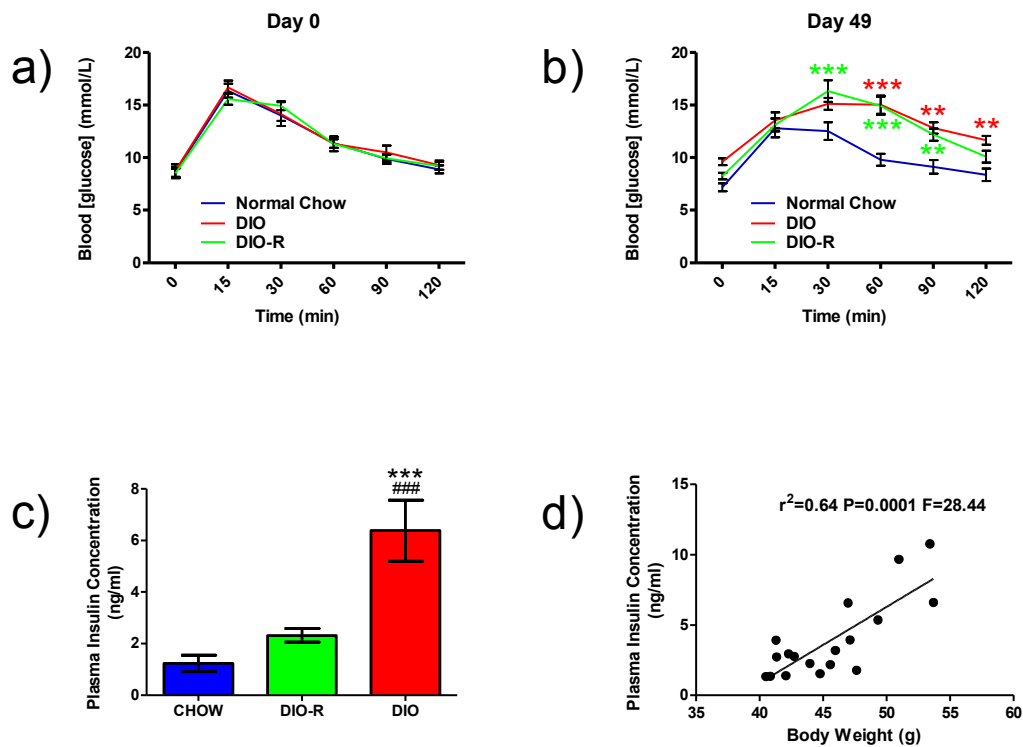 a)
Day 0
Blood [glucose] (mmol/L)
20
15
10
5
0
Normal Chow
DIO
DIO-R
0 15 30 60 90 120
Time (min)
b)
Day 49
Blood [glucose] (mmol/L)
20
15
10
5
0
*** ***
** **
***
**
Normal Chow
DIO
DIO-R
0 15 30 60 90 120
Time (min)
c)
Plasma Insulin Concentration
(ng/ml)
8
6
4
2
0
***
###
CHOW DIO-R DIO
d)
Plasma Insulin Concentration
(ng/ml)
15
10
5
0
r²=0.64 P=0.0001 F=28.44
35 40 45 50 55 60
Body Weight (g)